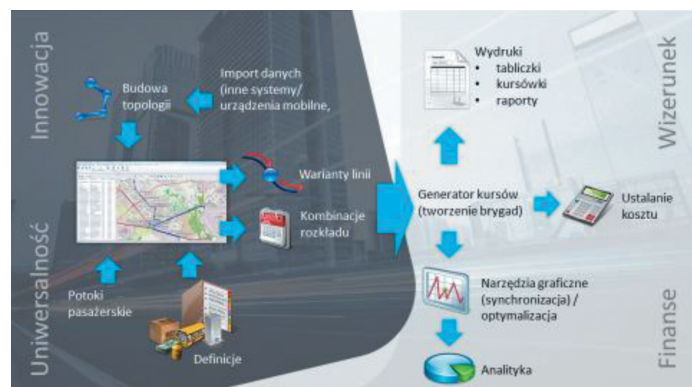 Innowacja
Uniwersalność
Budowa
topologii
Import danych
(inne systemy/
urządzenia mobilne,
Warianty linii
Kombinacje
rozkładu
Potoki
pasażerskie
Definicje
Wydruki
• tabliczki
• kursówki
• raporty
Generator kursów
(tworzenie brygad)
Ustalanie
kosztu
Narzędzia graficzne
(synchronizacja) /
optymalizacja
Analityka
Wizerunek
Finanse